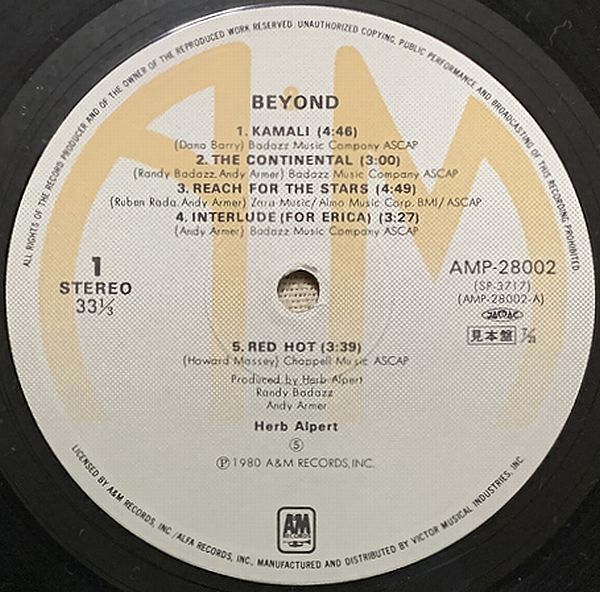 ALL RIGHTS OF THE RECORD PRODUCER AND OF THE OWNER OF THE REPRODUCED WORK RESERVED. UNAUTHORIZED COPYING, PUBLIC PERFORMANCE AND BROADCASTING OF THIS RECORDING PROHIBITED
BEYOND
1. KAMALI (4:46)
(Dana Barry) Badazz Music Company ASCAP
2. THE CONTINENTAL (3:00)
(Randy Badazz. Andy Armer) Badazz Music Company ASCAP
3. REACH FOR THE STARS (4:49)
(Ruban Rada. Andy Armer) Zara Music/Almo Music Corp. BMI/ASCAP
4. INTERLUDE (FOR ERICA) (3:27)
(Andy Armer) Badazz Music Company ASCAP
1
STEREO
33⅓
AMP-28002
(SP-3717)
(AMP-28002-A)
JASRAC
見本盤 7/21
5. RED HOT (3:39)
(Howard Massey) Chappell Music ASCAP
Produced by Herb Alpert
Randy Badazz
Andy Armer
Herb Alpert
Ⓢ
Ⓟ 1980 A&M RECORDS, INC.
A&M
RECORDS
LICENSED BY A&M RECORDS, INC./ALFA RECORDS, INC., MANUFACTURED AND DISTRIBUTED BY VICTOR MUSICAL INDUSTRIES, INC.